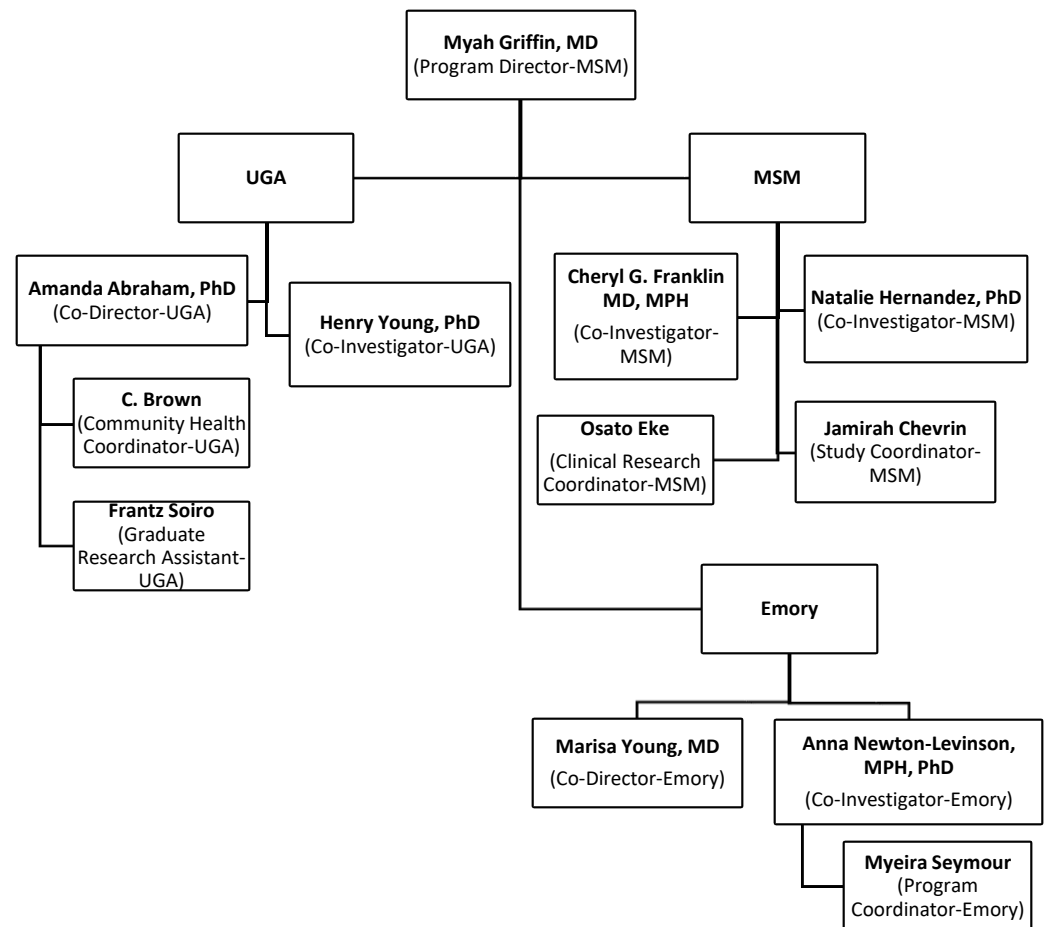 Myah Griffin, MD
(Program Director-MSM)
UGA
MSM
Amanda Abraham, PhD
(Co-Director-UGA)
Henry Young, PhD
(Co-Investigator-UGA)
C. Brown
(Community Health
Coordinator-UGA)
Frantz Soiro
(Graduate
Research Assistant-
UGA)
Cheryl G. Franklin
MD, MPH
(Co-Investigator-
MSM)
Natalie Hernandez, PhD
(Co-Investigator-MSM)
Osato Eke
(Clinical Research
Coordinator-MSM)
Jamirah Chevrin
(Study Coordinator-
MSM)
Emory
Marisa Young, MD
(Co-Director-Emory)
Anna Newton-Levinson,
MPH, PhD
(Co-Investigator-Emory)
Myeira Seymour
(Program
Coordinator-Emory)